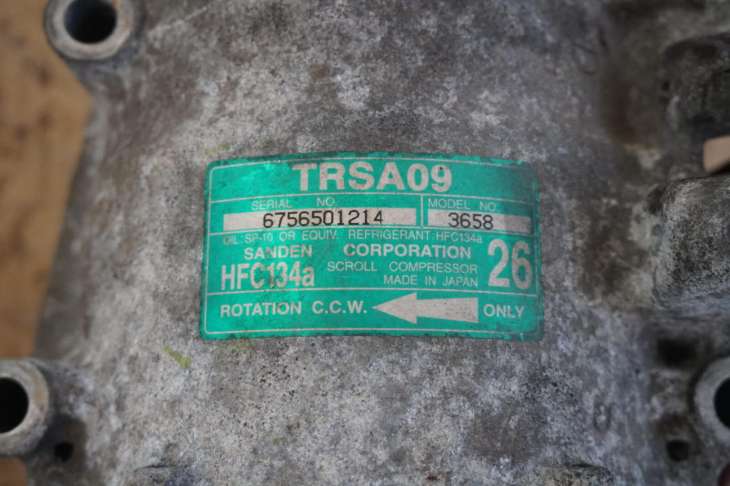 TRSA09
SERIAL NO. MODEL NO.
6756501214 3658
OIL: SP-10 OR EQUIV. REFRIGERANT: HFC134a
SANDEN CORPORATION
HFC134a SCROLL COMPRESSOR 26
MADE IN JAPAN
ROTATION C.C.W. ONLY